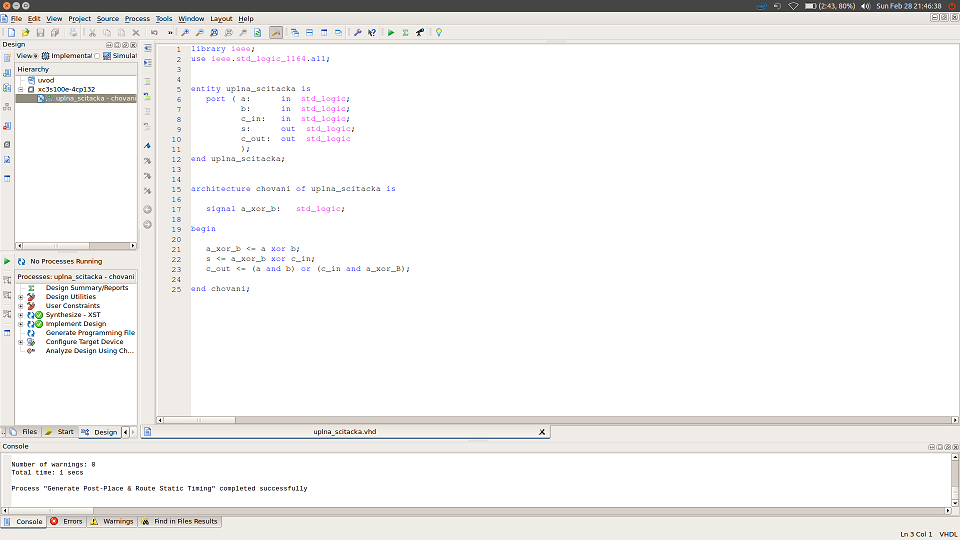 (2:43, 80%) Sun Feb 28 21:46:38
File Edit View Project Source Process Tools Window Layout Help
Design
View: Implementat Simulat
Hierarchy
uvod
xc3s100e-4cp132
uplna_scitacka - chovani
No Processes Running
Processes: uplna_scitacka - chovani
Design Summary/Reports
Design Utilities
User Constraints
Synthesize - XST
Implement Design
Generate Programming File
Configure Target Device
Analyze Design Using Ch...
Files Start Design
1 library ieee;
2 use ieee.std_logic_1164.all;
3
4
5 entity uplna_scitacka is
6 port ( a: in std_logic;
7 b: in std_logic;
8 c_in: in std_logic;
9 s: out std_logic;
10 c_out: out std_logic
11 );
12 end uplna_scitacka;
13
14
15 architecture chovani of uplna_scitacka is
16
17 signal a_xor_b: std_logic;
18
19 begin
20
21 a_xor_b <= a xor b;
22 s <= a_xor_b xor c_in;
23 c_out <= (a and b) or (c_in and a_xor_B);
24
25 end chovani;
uplna_scitacka.vhd
Console
Number of warnings: 0
Total time: 1 secs
Process "Generate Post-Place & Route Static Timing" completed successfully
Console Errors Warnings Find in Files Results
Ln 3 Col 1 VHDL